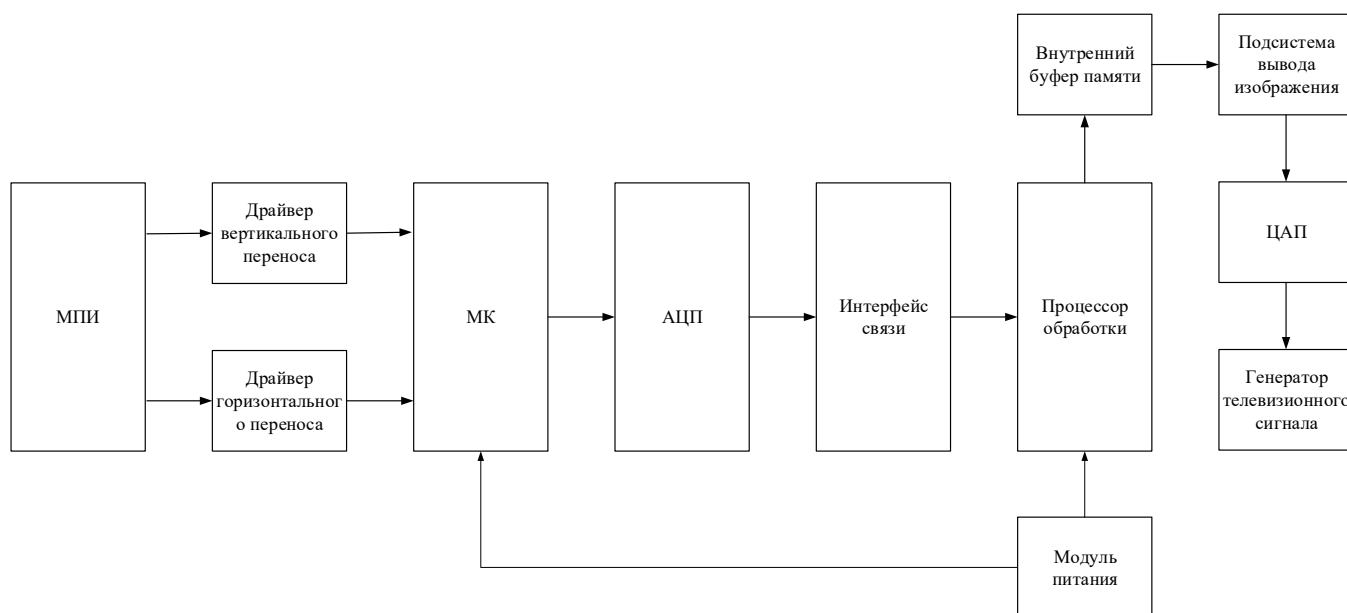 Внутренний
буфер памяти
Подсистема
вывода
изображения
МПИ
Драйвер
вертикального
переноса
Драйвер
горизонтальног
о переноса
МК
АЦП
Интерфейс
связи
Процессор
обработки
ЦАП
Генератор
телевизионного
сигнала
Модуль
питания